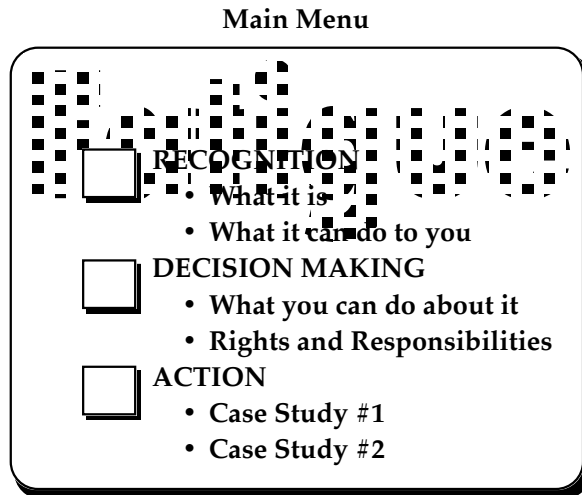 Main Menu
Fatigue
RECOGNITION
• What it is
• What it can do to you
DECISION MAKING
• What you can do about it
• Rights and Responsibilities
ACTION
• Case Study #1
• Case Study #2